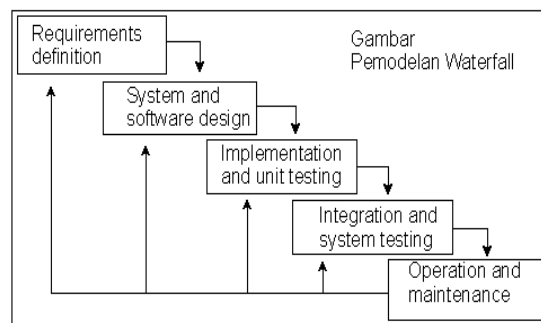 Requirements
definition
Gambar
Pemodelan Waterfall
System and
software design
Implementation
and unit testing
Integration and
system testing
Operation and
maintenance